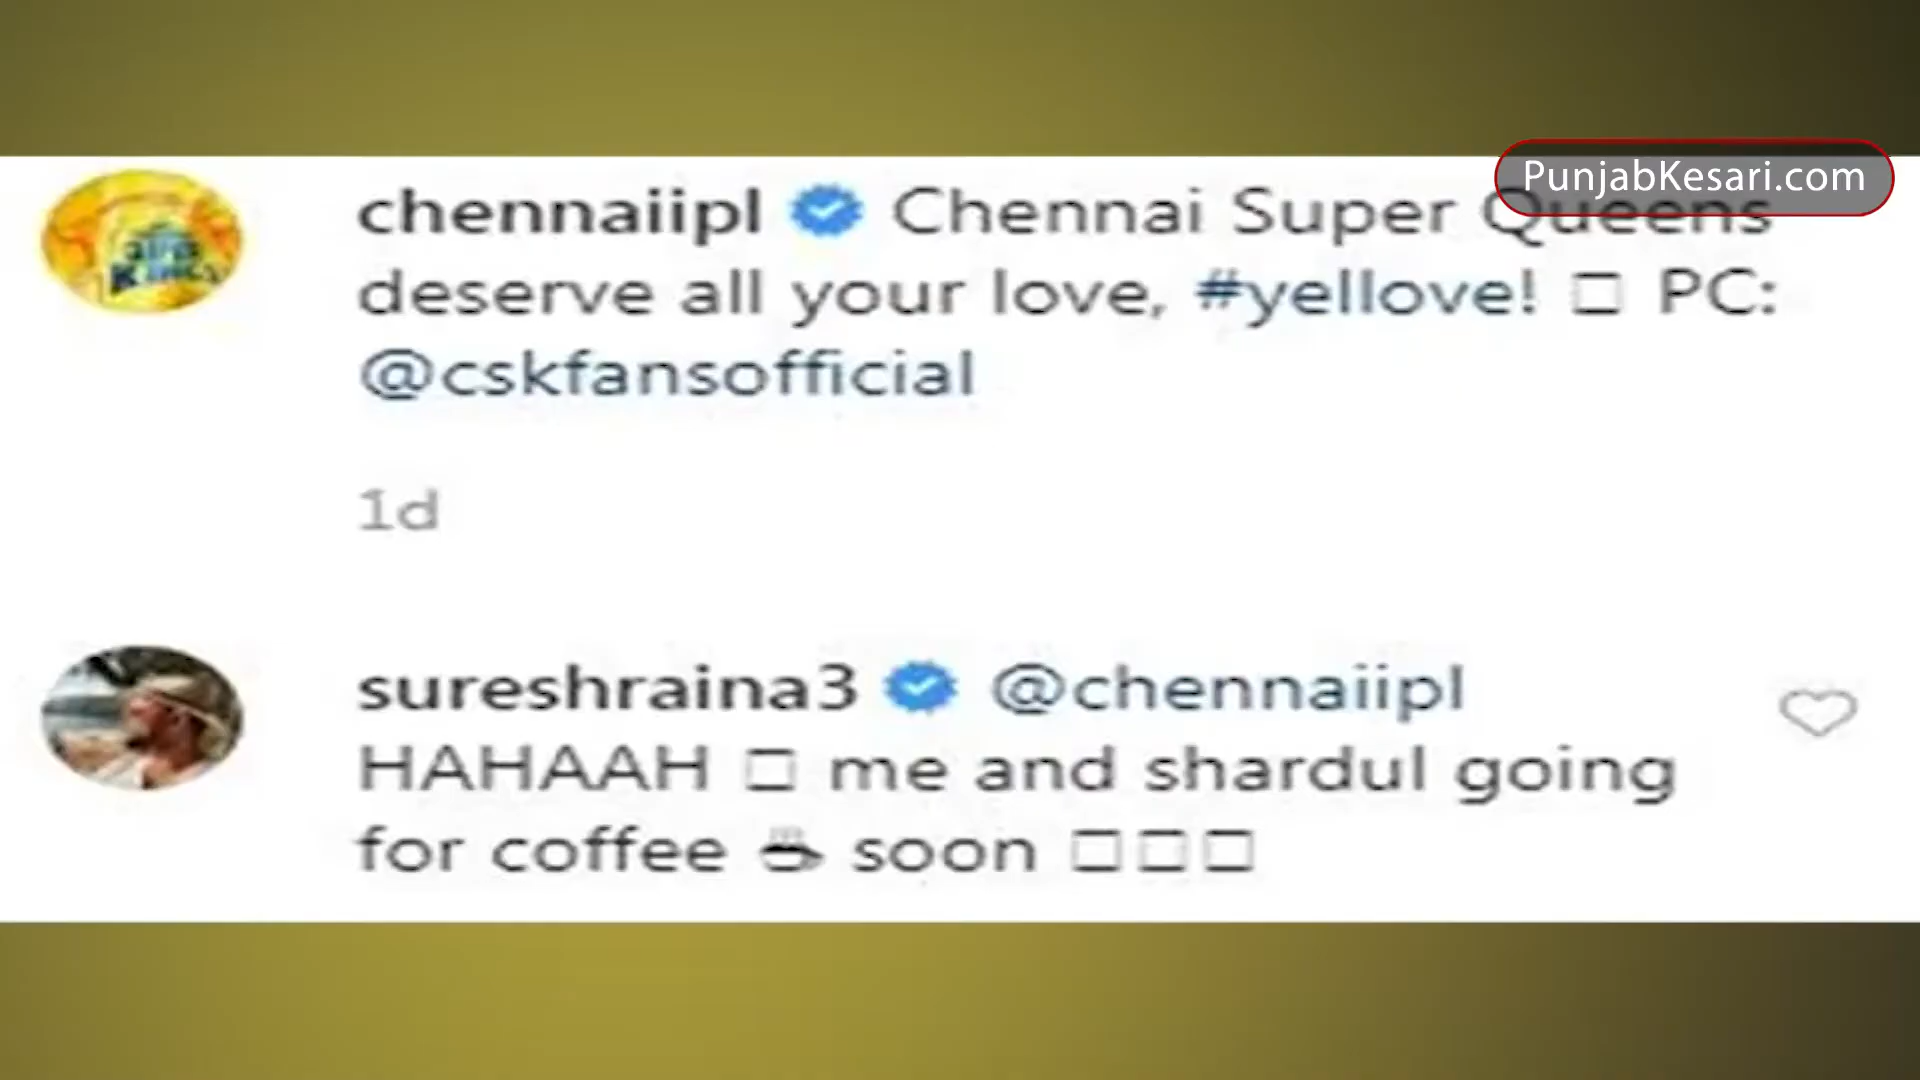 PunjabKesari.com
chennaiipl Chennai Super Queens
deserve all your love, #yellove! □ PC:
@cskfansofficial
1d
sureshraina3 @chennaiipl
HAHAAH □ me and shardul going
for coffee ☕ soon □□□